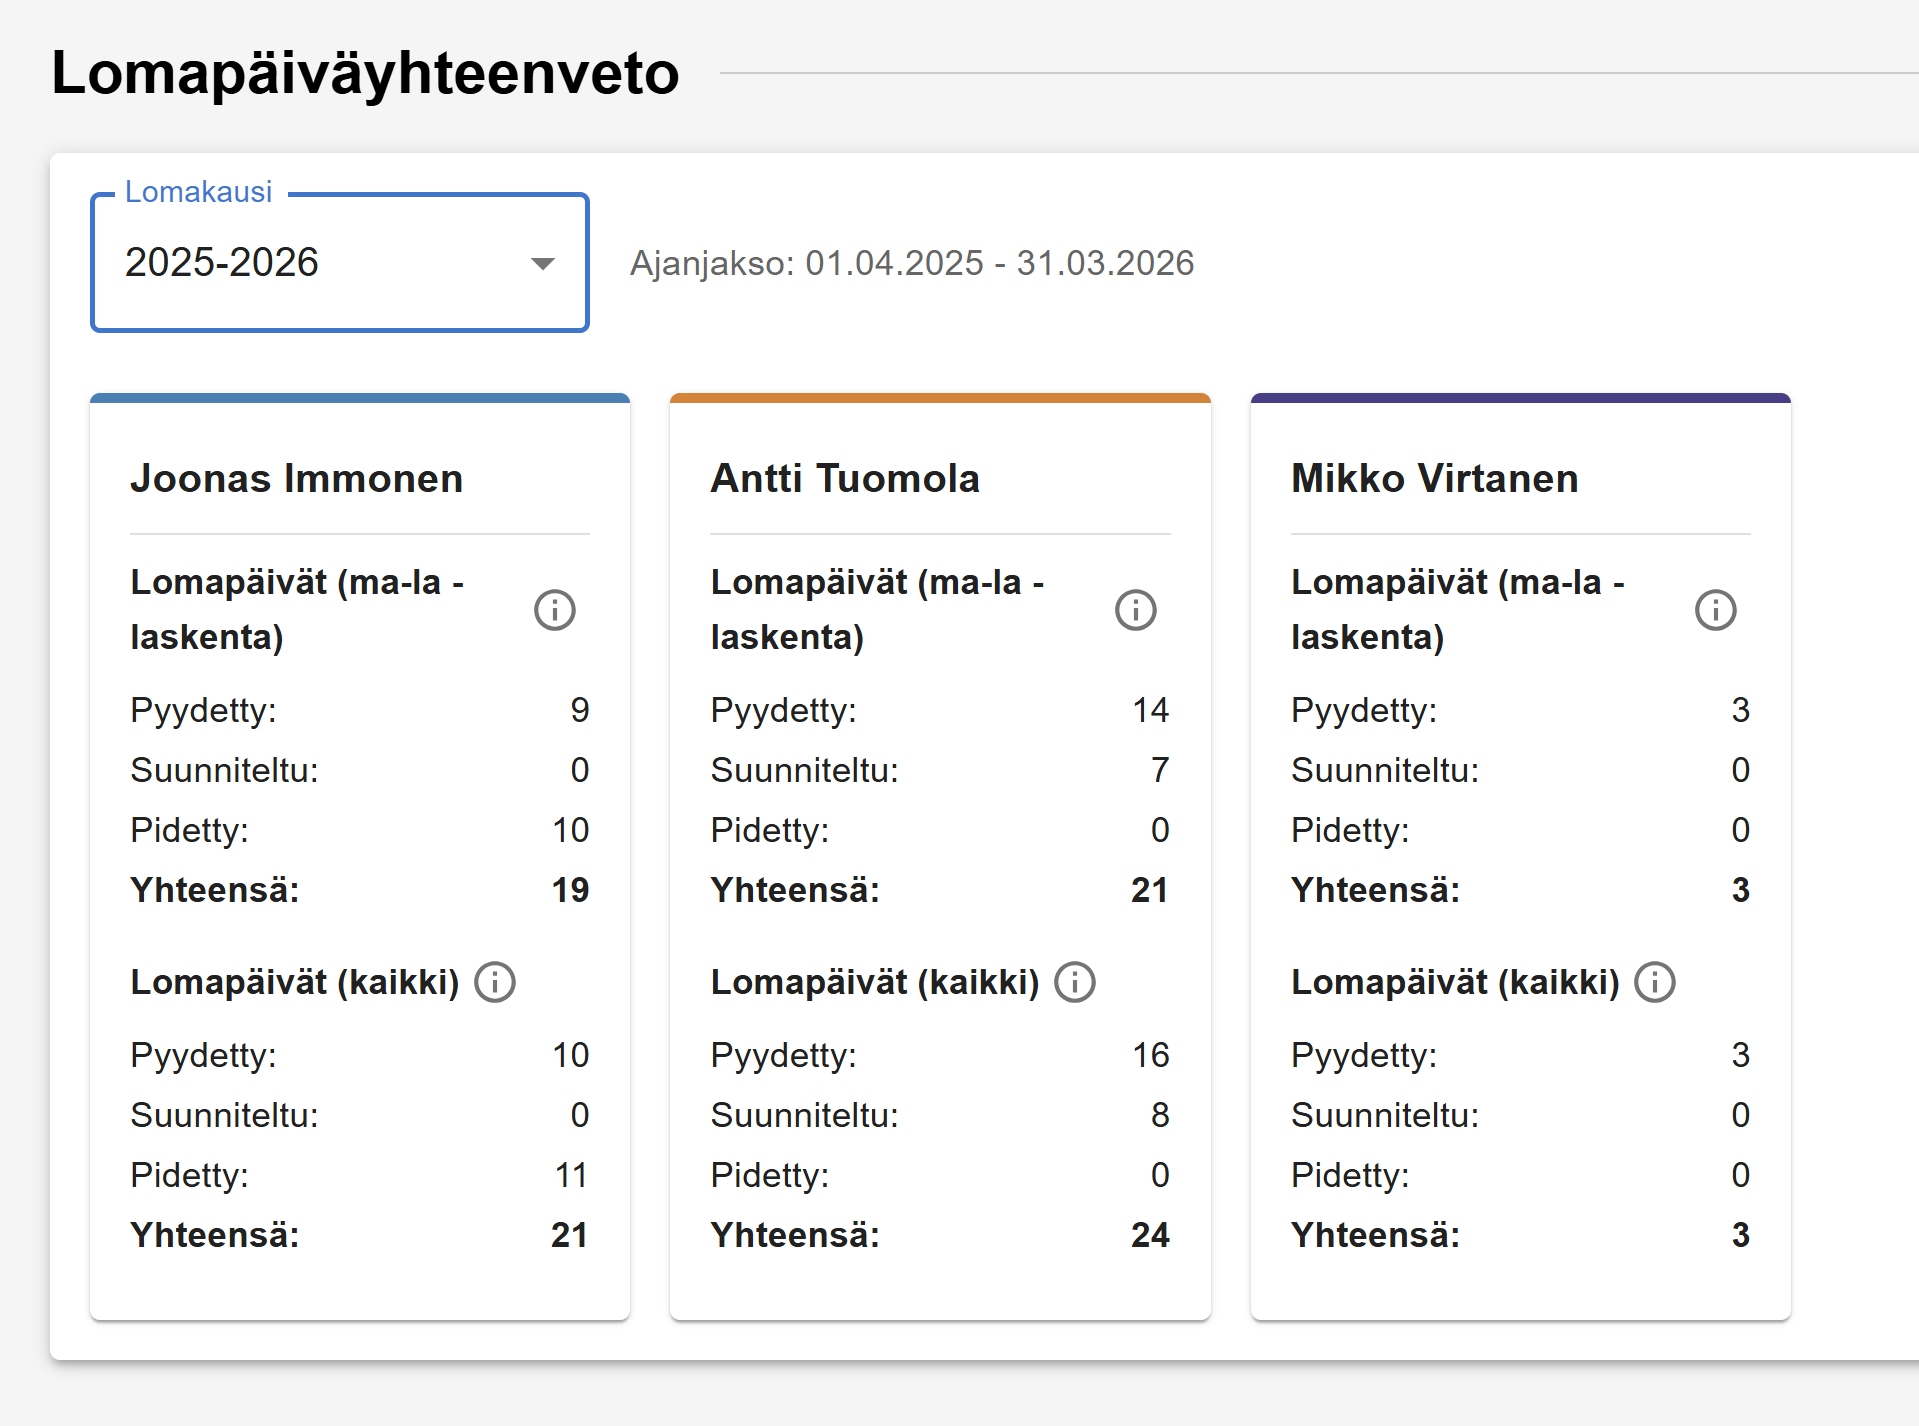 Lomapäiväyhteenveto
Lomakausi
2025-2026
Ajanjakso: 01.04.2025 - 31.03.2026
Joonas Immonen
Lomapäivät (ma-la -
laskenta)
Pyydetty: 9
Suunniteltu: 0
Pidetty: 10
Yhteensä: 19
Lomapäivät (kaikki)
Pyydetty: 10
Suunniteltu: 0
Pidetty: 11
Yhteensä: 21
Antti Tuomola
Lomapäivät (ma-la -
laskenta)
Pyydetty: 14
Suunniteltu: 7
Pidetty: 0
Yhteensä: 21
Lomapäivät (kaikki)
Pyydetty: 16
Suunniteltu: 8
Pidetty: 0
Yhteensä: 24
Mikko Virtanen
Lomapäivät (ma-la -
laskenta)
Pyydetty: 3
Suunniteltu: 0
Pidetty: 0
Yhteensä: 3
Lomapäivät (kaikki)
Pyydetty: 3
Suunniteltu: 0
Pidetty: 0
Yhteensä: 3